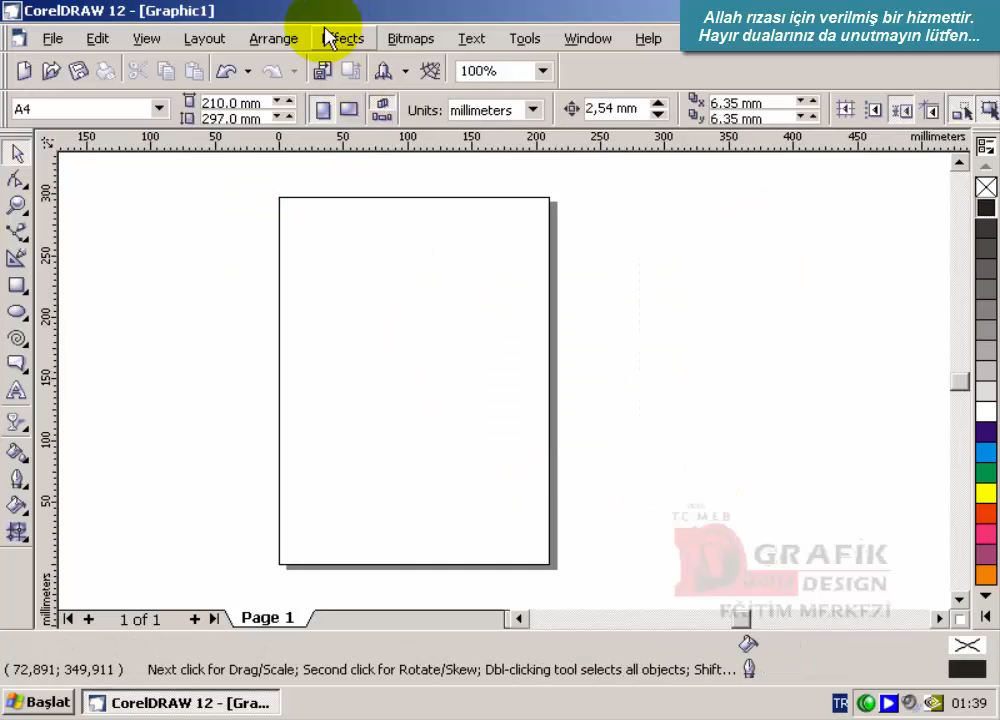 CorelDRAW 12 - [Graphic1]
Allah rızası için verilmiş bir hizmettir.
Hayır dualarınız da unutmayın lütfen...
File Edit View Layout Arrange Effects Bitmaps Text Tools Window Help
100%
A4
210.0 mm
297.0 mm
Units: millimeters
2,54 mm
x 6.35 mm
y 6.35 mm
150 100 50 0 50 100 150 200 250 300 350 400 450 millimeters
300
250
200
150
100
50
millimeters
TC MEB
GRAFİK
DESIGN
EĞİTİM MERKEZİ
1 of 1
Page 1
( 72,891; 349,911 ) Next click for Drag/Scale; Second click for Rotate/Skew; Dbl-clicking tool selects all objects; Shift...
Başlat
CorelDRAW 12 - [Gra...
TR
01:39